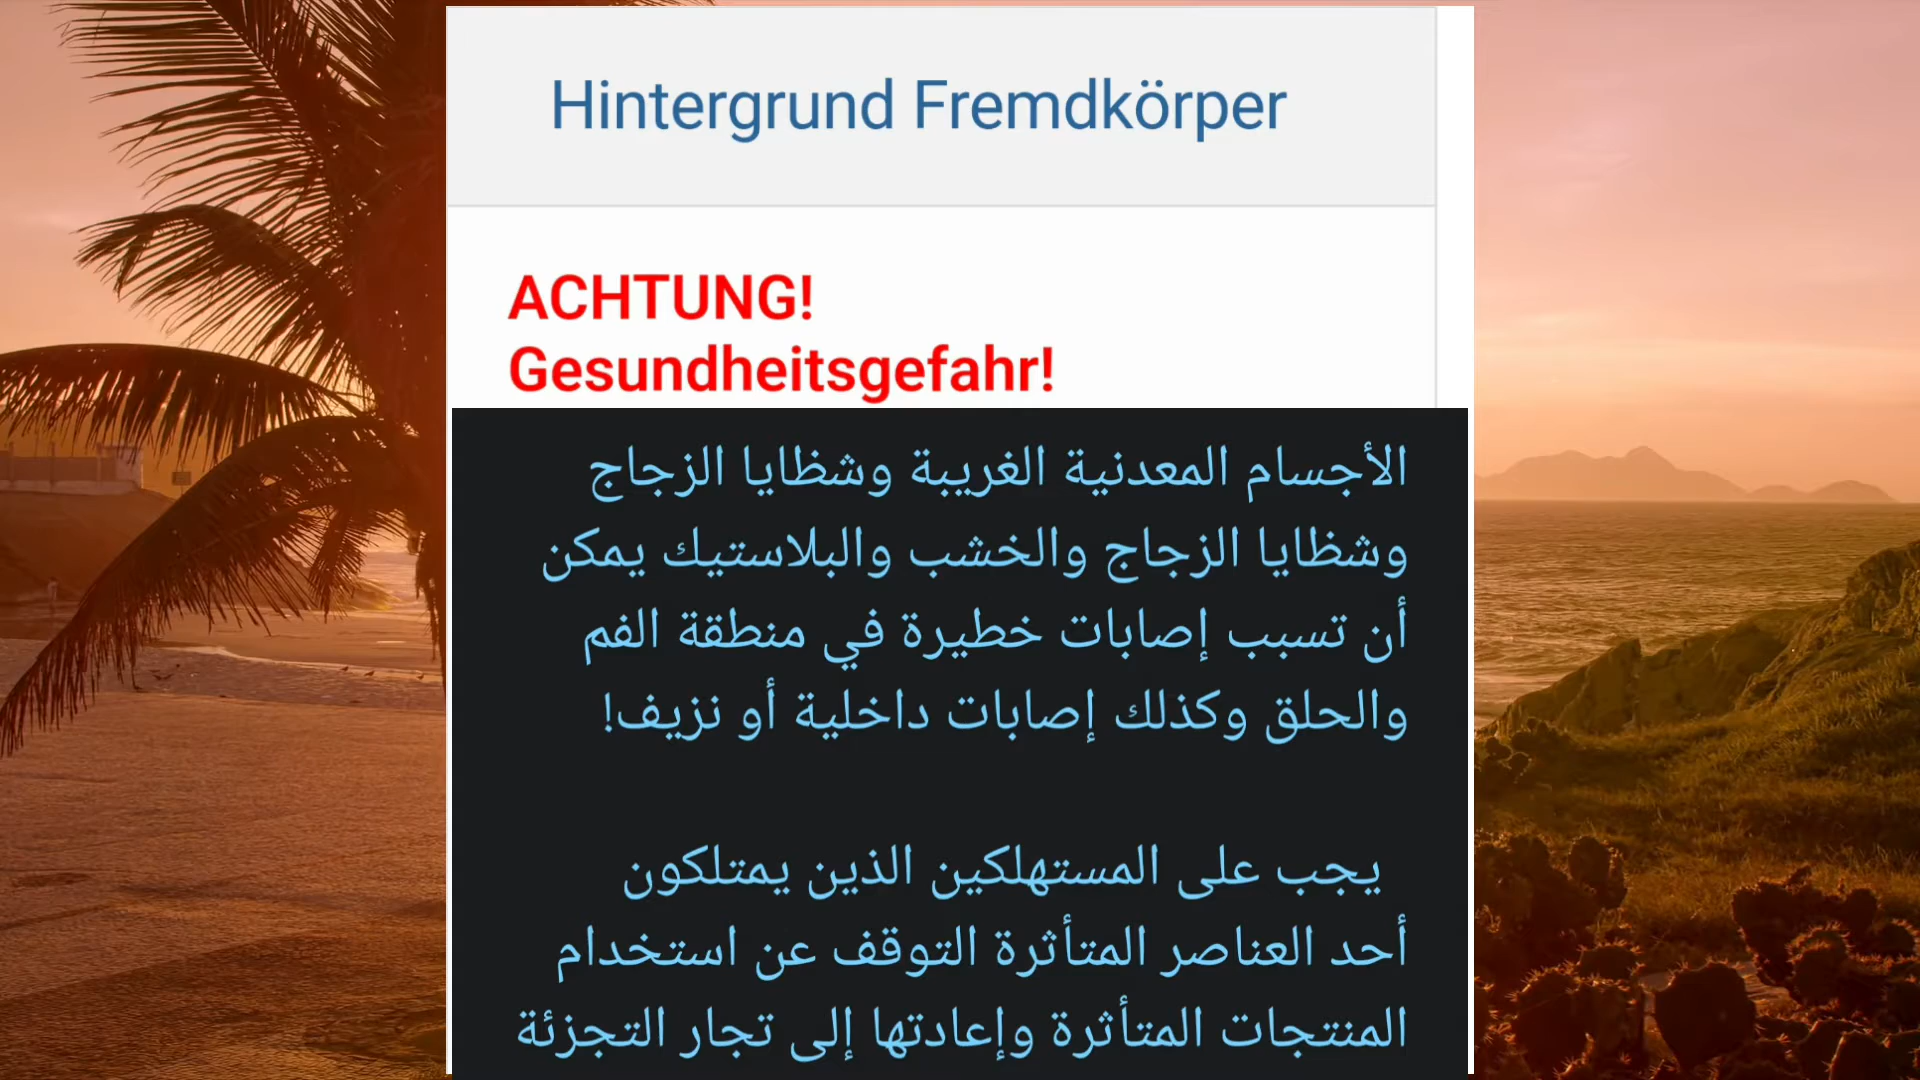 Hintergrund Fremdkörper
ACHTUNG!
Gesundheitsgefahr!
الأجسام المعدنية الغريبة وشظايا الزجاج
وشظايا الزجاج والخشب والبلاستيك يمكن
أن تسبب إصابات خطيرة في منطقة الفم
والحلق وكذلك إصابات داخلية أو نزيف!
يجب على المستهلكين الذين يمتلكون
أحد العناصر المتأثرة التوقف عن استخدام
المنتجات المتأثرة وإعادتها إلى تجار التجزئة